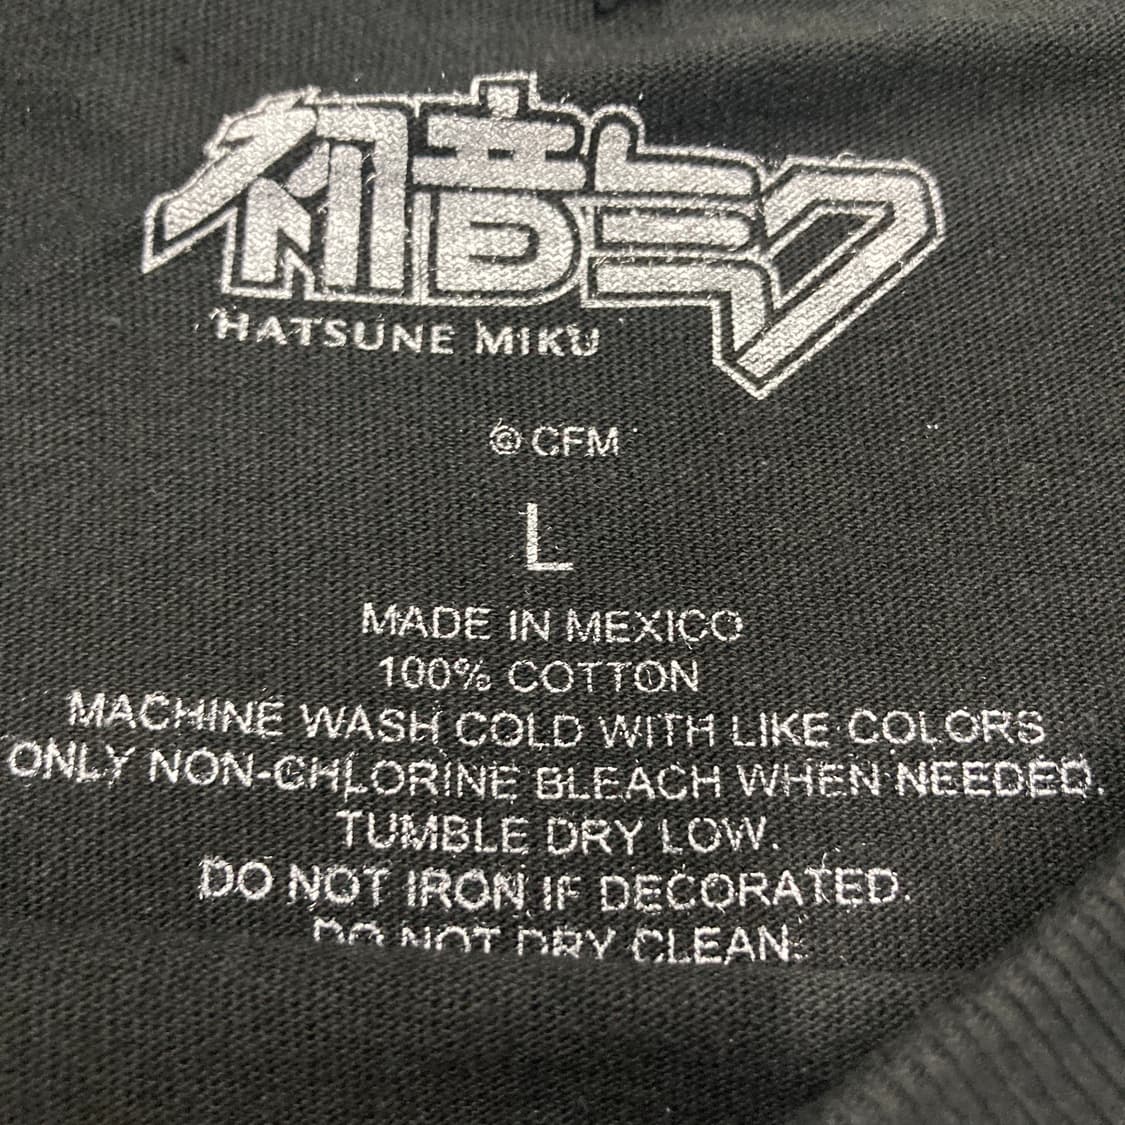 初音ミク
HATSUNE MIKU
© CFM
L
MADE IN MEXICO
100% COTTON
MACHINE WASH COLD WITH LIKE COLORS
ONLY NON-CHLORINE BLEACH WHEN NEEDED.
TUMBLE DRY LOW.
DO NOT IRON IF DECORATED.
DO NOT DRY CLEAN.